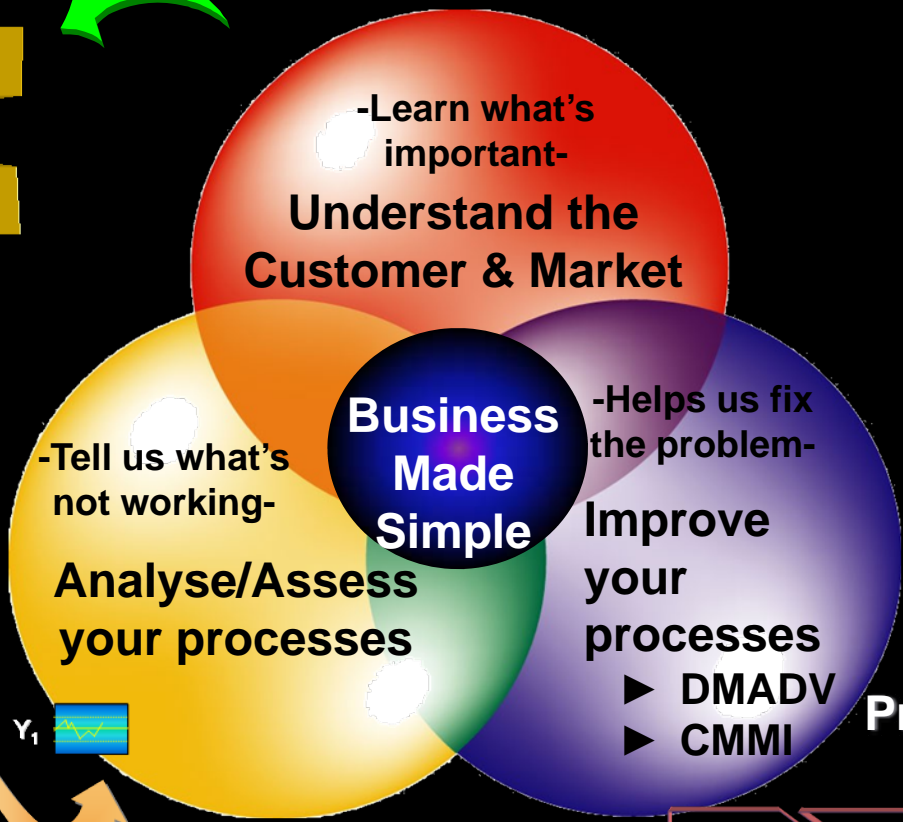 -Learn what’s
important-
Understand the
Customer & Market
Business
Made
Simple
-Tell us what’s
not working-
Analyse/Assess
your processes
-Helps us fix
the problem-
Improve
your
processes
► DMADV
► CMMI
Y₁